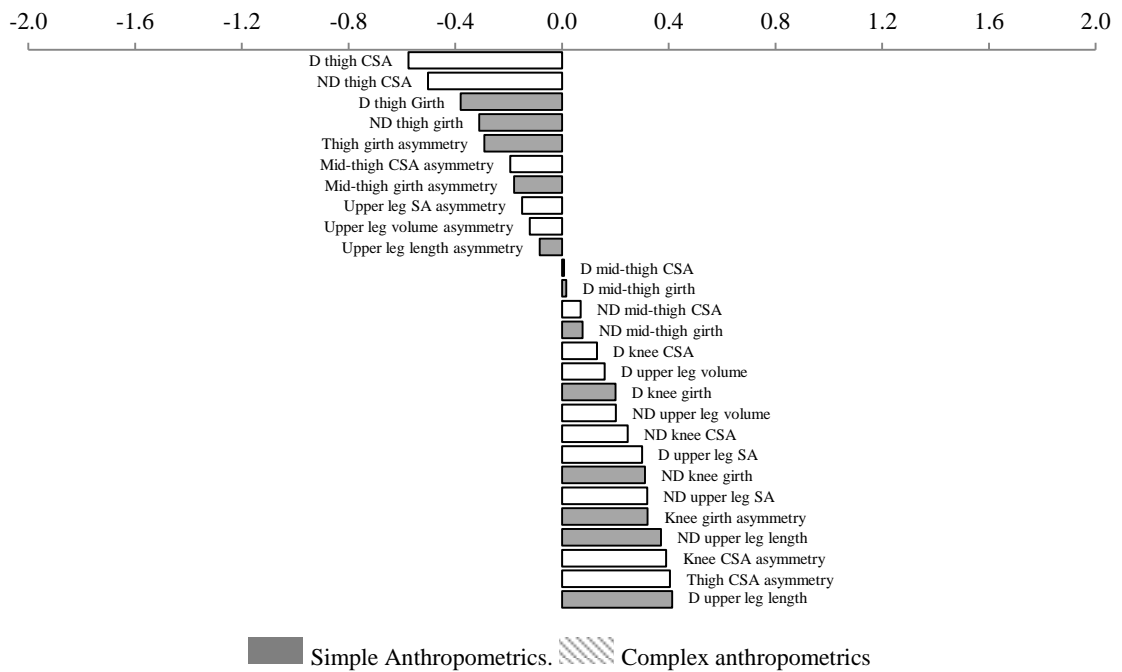 -2.0 -1.6 -1.2 -0.8 -0.4 0.0 0.4 0.8 1.2 1.6 2.0
D thigh CSA
ND thigh CSA
D thigh Girth
ND thigh girth
Thigh girth asymmetry
Mid-thigh CSA asymmetry
Mid-thigh girth asymmetry
Upper leg SA asymmetry
Upper leg volume asymmetry
Upper leg length asymmetry
D mid-thigh CSA
D mid-thigh girth
ND mid-thigh CSA
ND mid-thigh girth
D knee CSA
D upper leg volume
D knee girth
ND upper leg volume
ND knee CSA
D upper leg SA
ND knee girth
ND upper leg SA
Knee girth asymmetry
ND upper leg length
Knee CSA asymmetry
Thigh CSA asymmetry
D upper leg length
Simple Anthropometrics. Complex anthropometrics